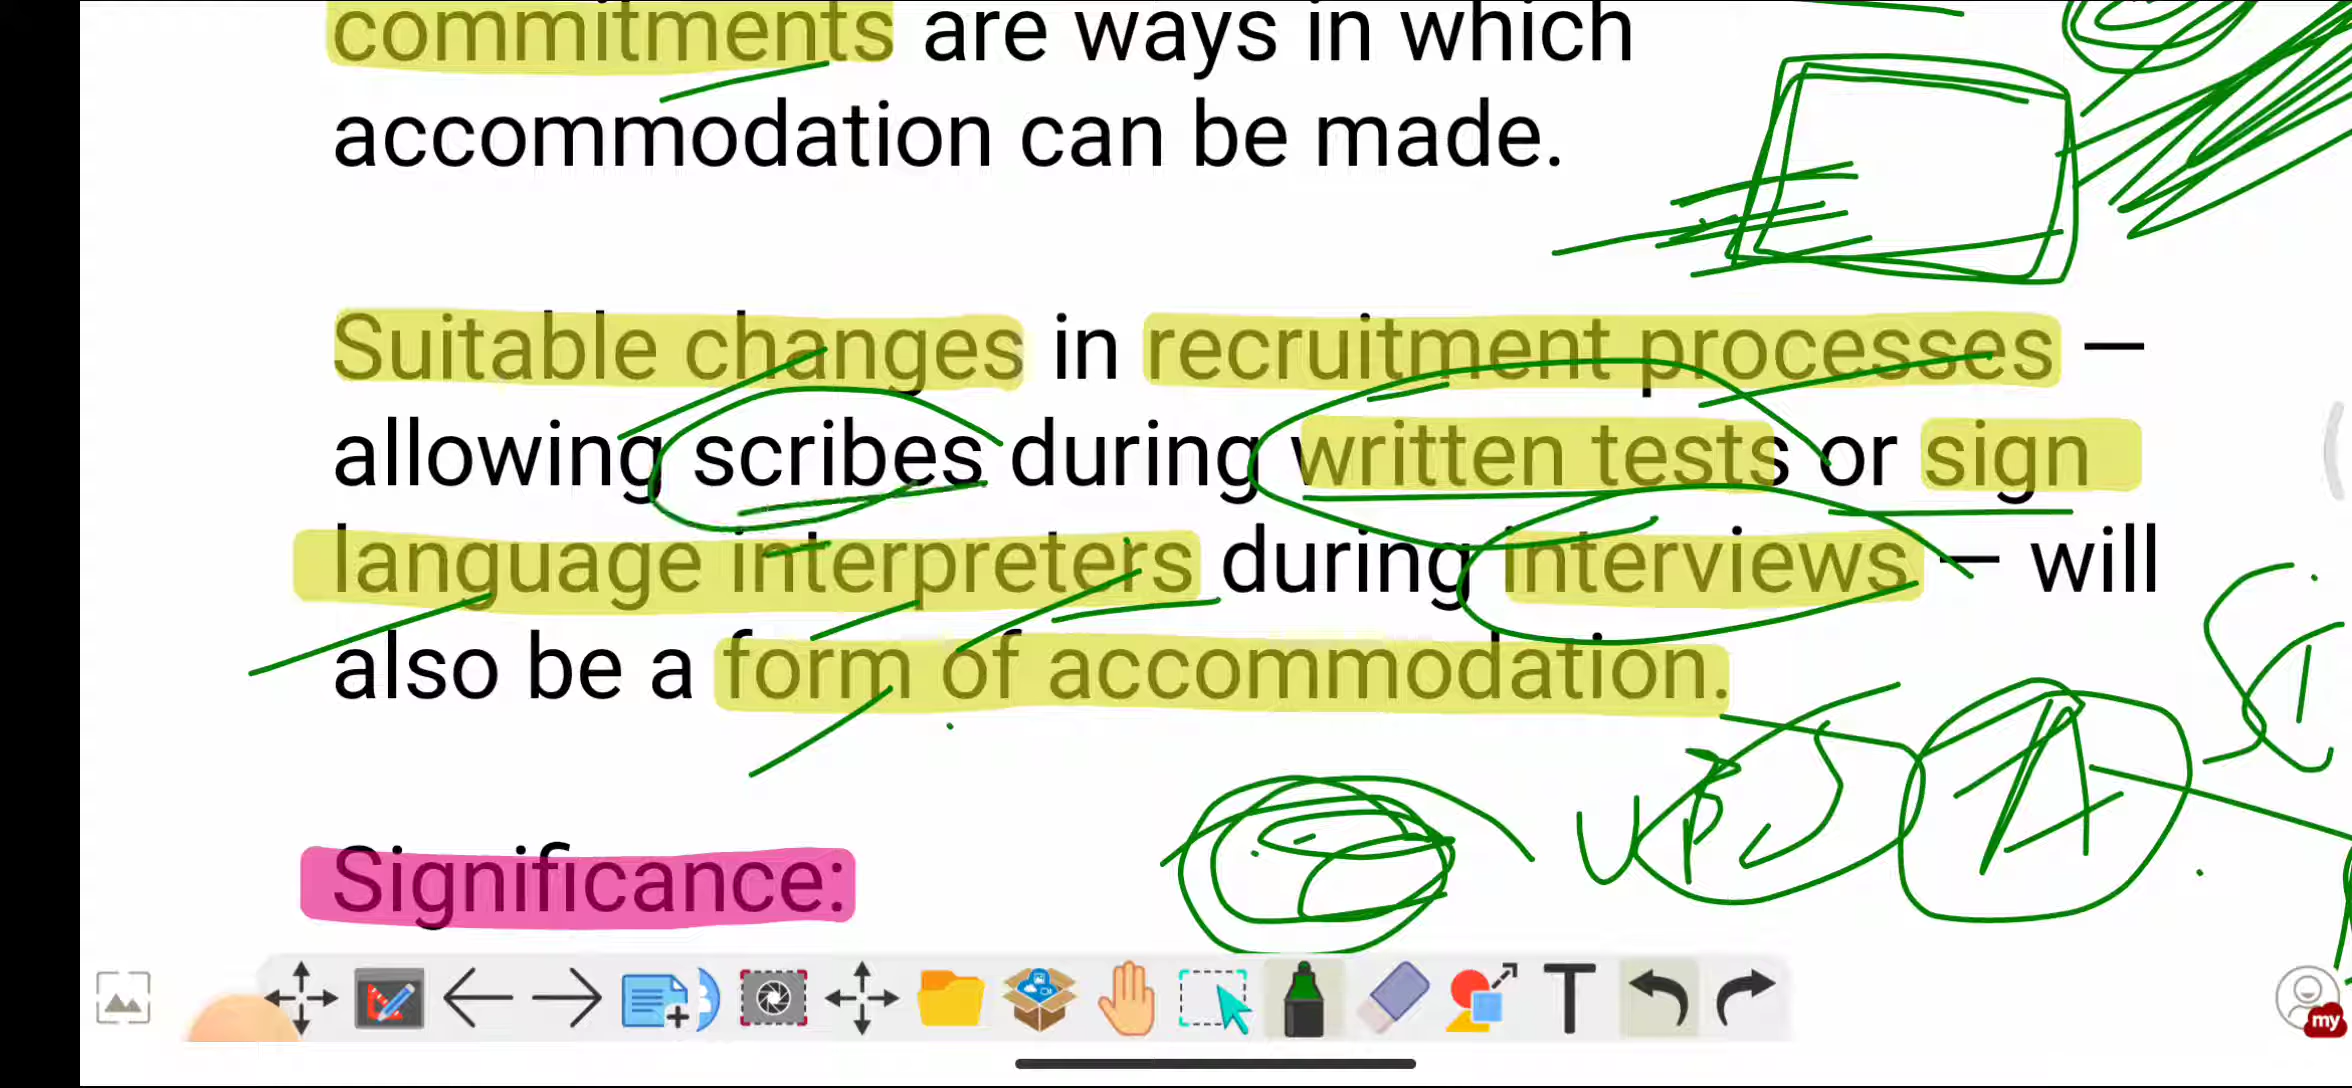 commitments are ways in which
accommodation can be made.
Suitable changes in recruitment processes —
allowing scribes during written tests or sign
language interpreters during interviews — will
also be a form of accommodation.
Significance:
T
my